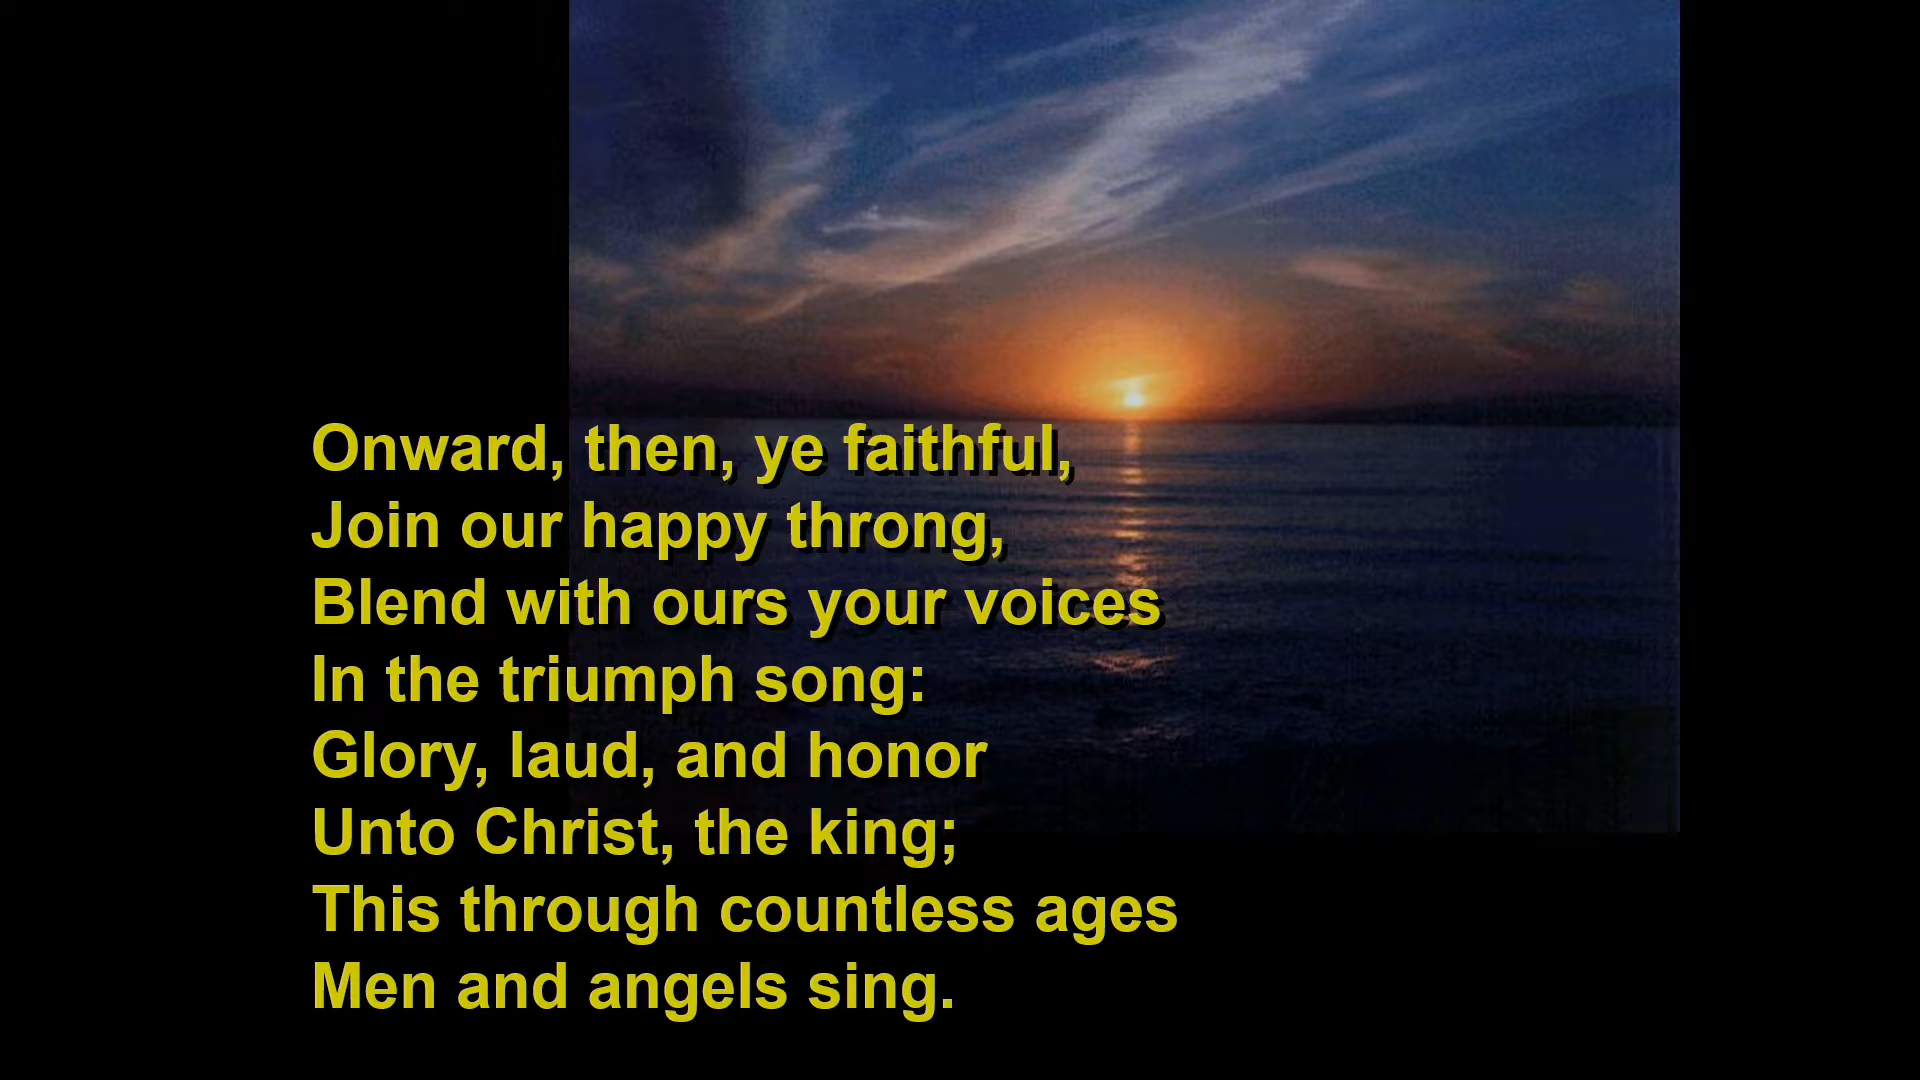 Onward, then, ye faithful,
Join our happy throng,
Blend with ours your voices
In the triumph song:
Glory, laud, and honor
Unto Christ, the king;
This through countless ages
Men and angels sing.